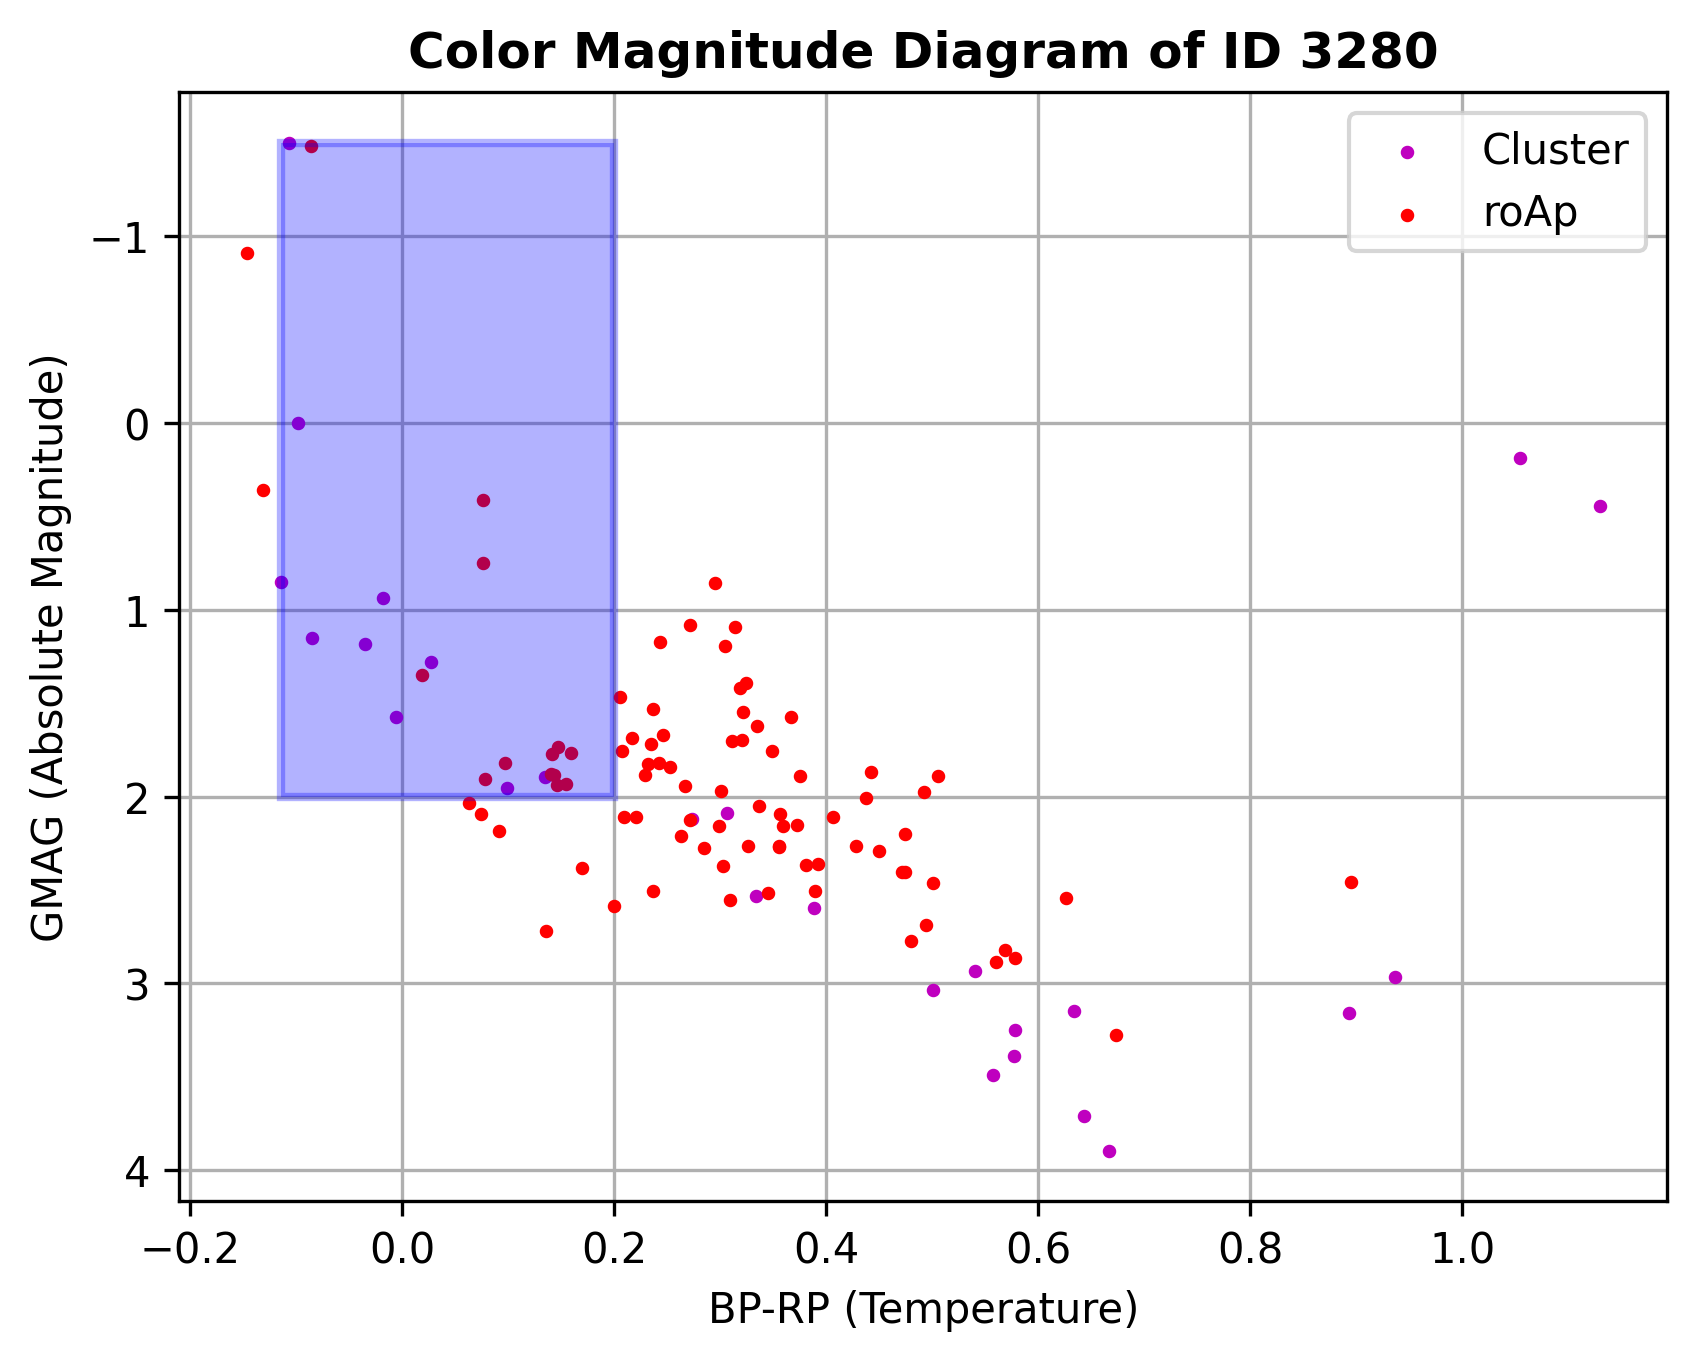 Color Magnitude Diagram of ID 3280
Cluster
roAp
GMAG (Absolute Magnitude)
−1
0
1
2
3
4
−0.2 0.0 0.2 0.4 0.6 0.8 1.0
BP-RP (Temperature)